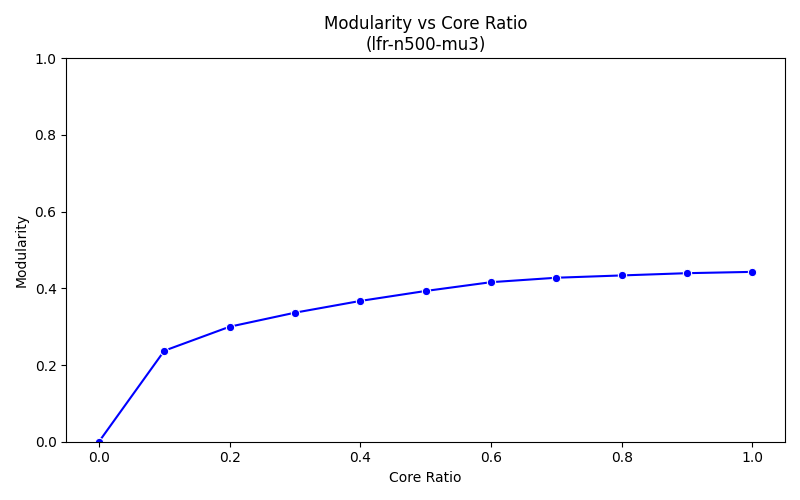 Modularity vs Core Ratio
(lfr-n500-mu3)
1.0
0.8
0.6
0.4
0.2
0.0
Modularity
0.0 0.2 0.4 0.6 0.8 1.0
Core Ratio